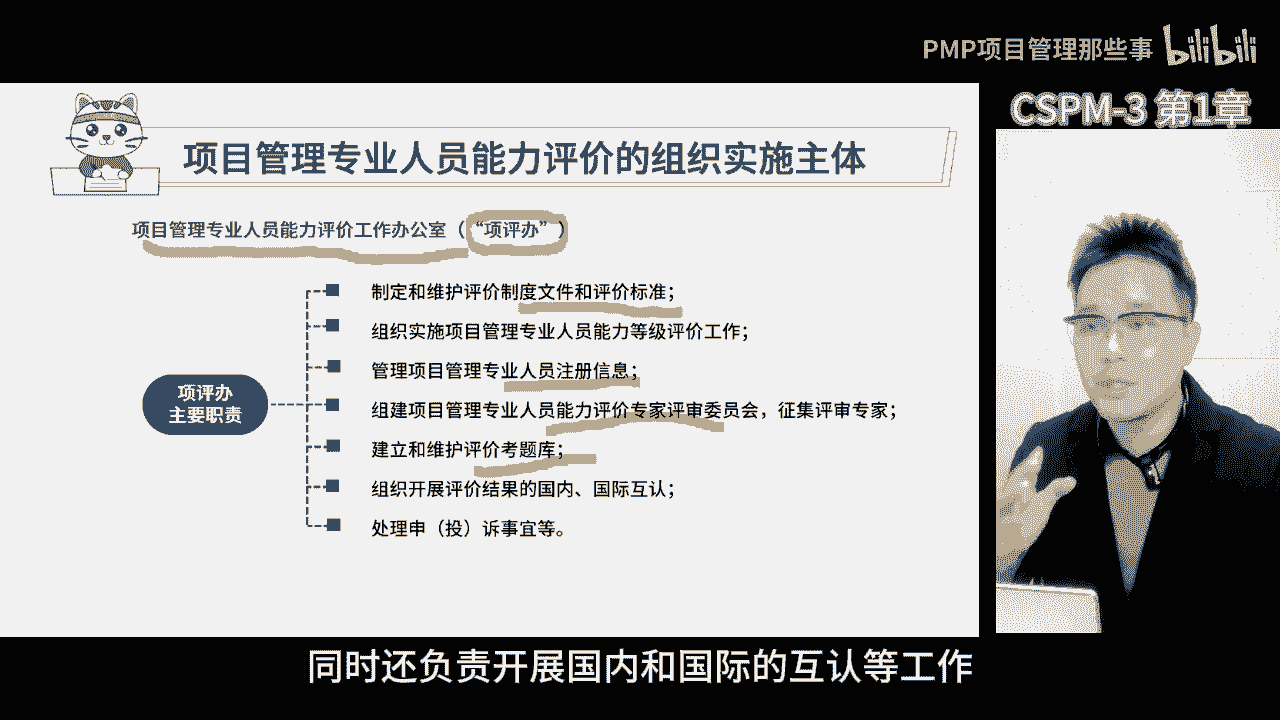 PMP项目管理那些事 bilibili
CSPM-3 第1章
项目管理专业人员能力评价的组织实施主体
项目管理专业人员能力评价工作办公室（“项评办”）
项评办
主要职责
制定和维护评价制度文件和评价标准；
组织实施项目管理专业人员能力等级评价工作；
管理项目管理专业人员注册信息；
组建项目管理专业人员能力评价专家评审委员会，征集评审专家；
建立和维护评价考题库；
组织开展评价结果的国内、国际互认；
处理申（投）诉事宜等。
同时还负责开展国内和国际的互认等工作